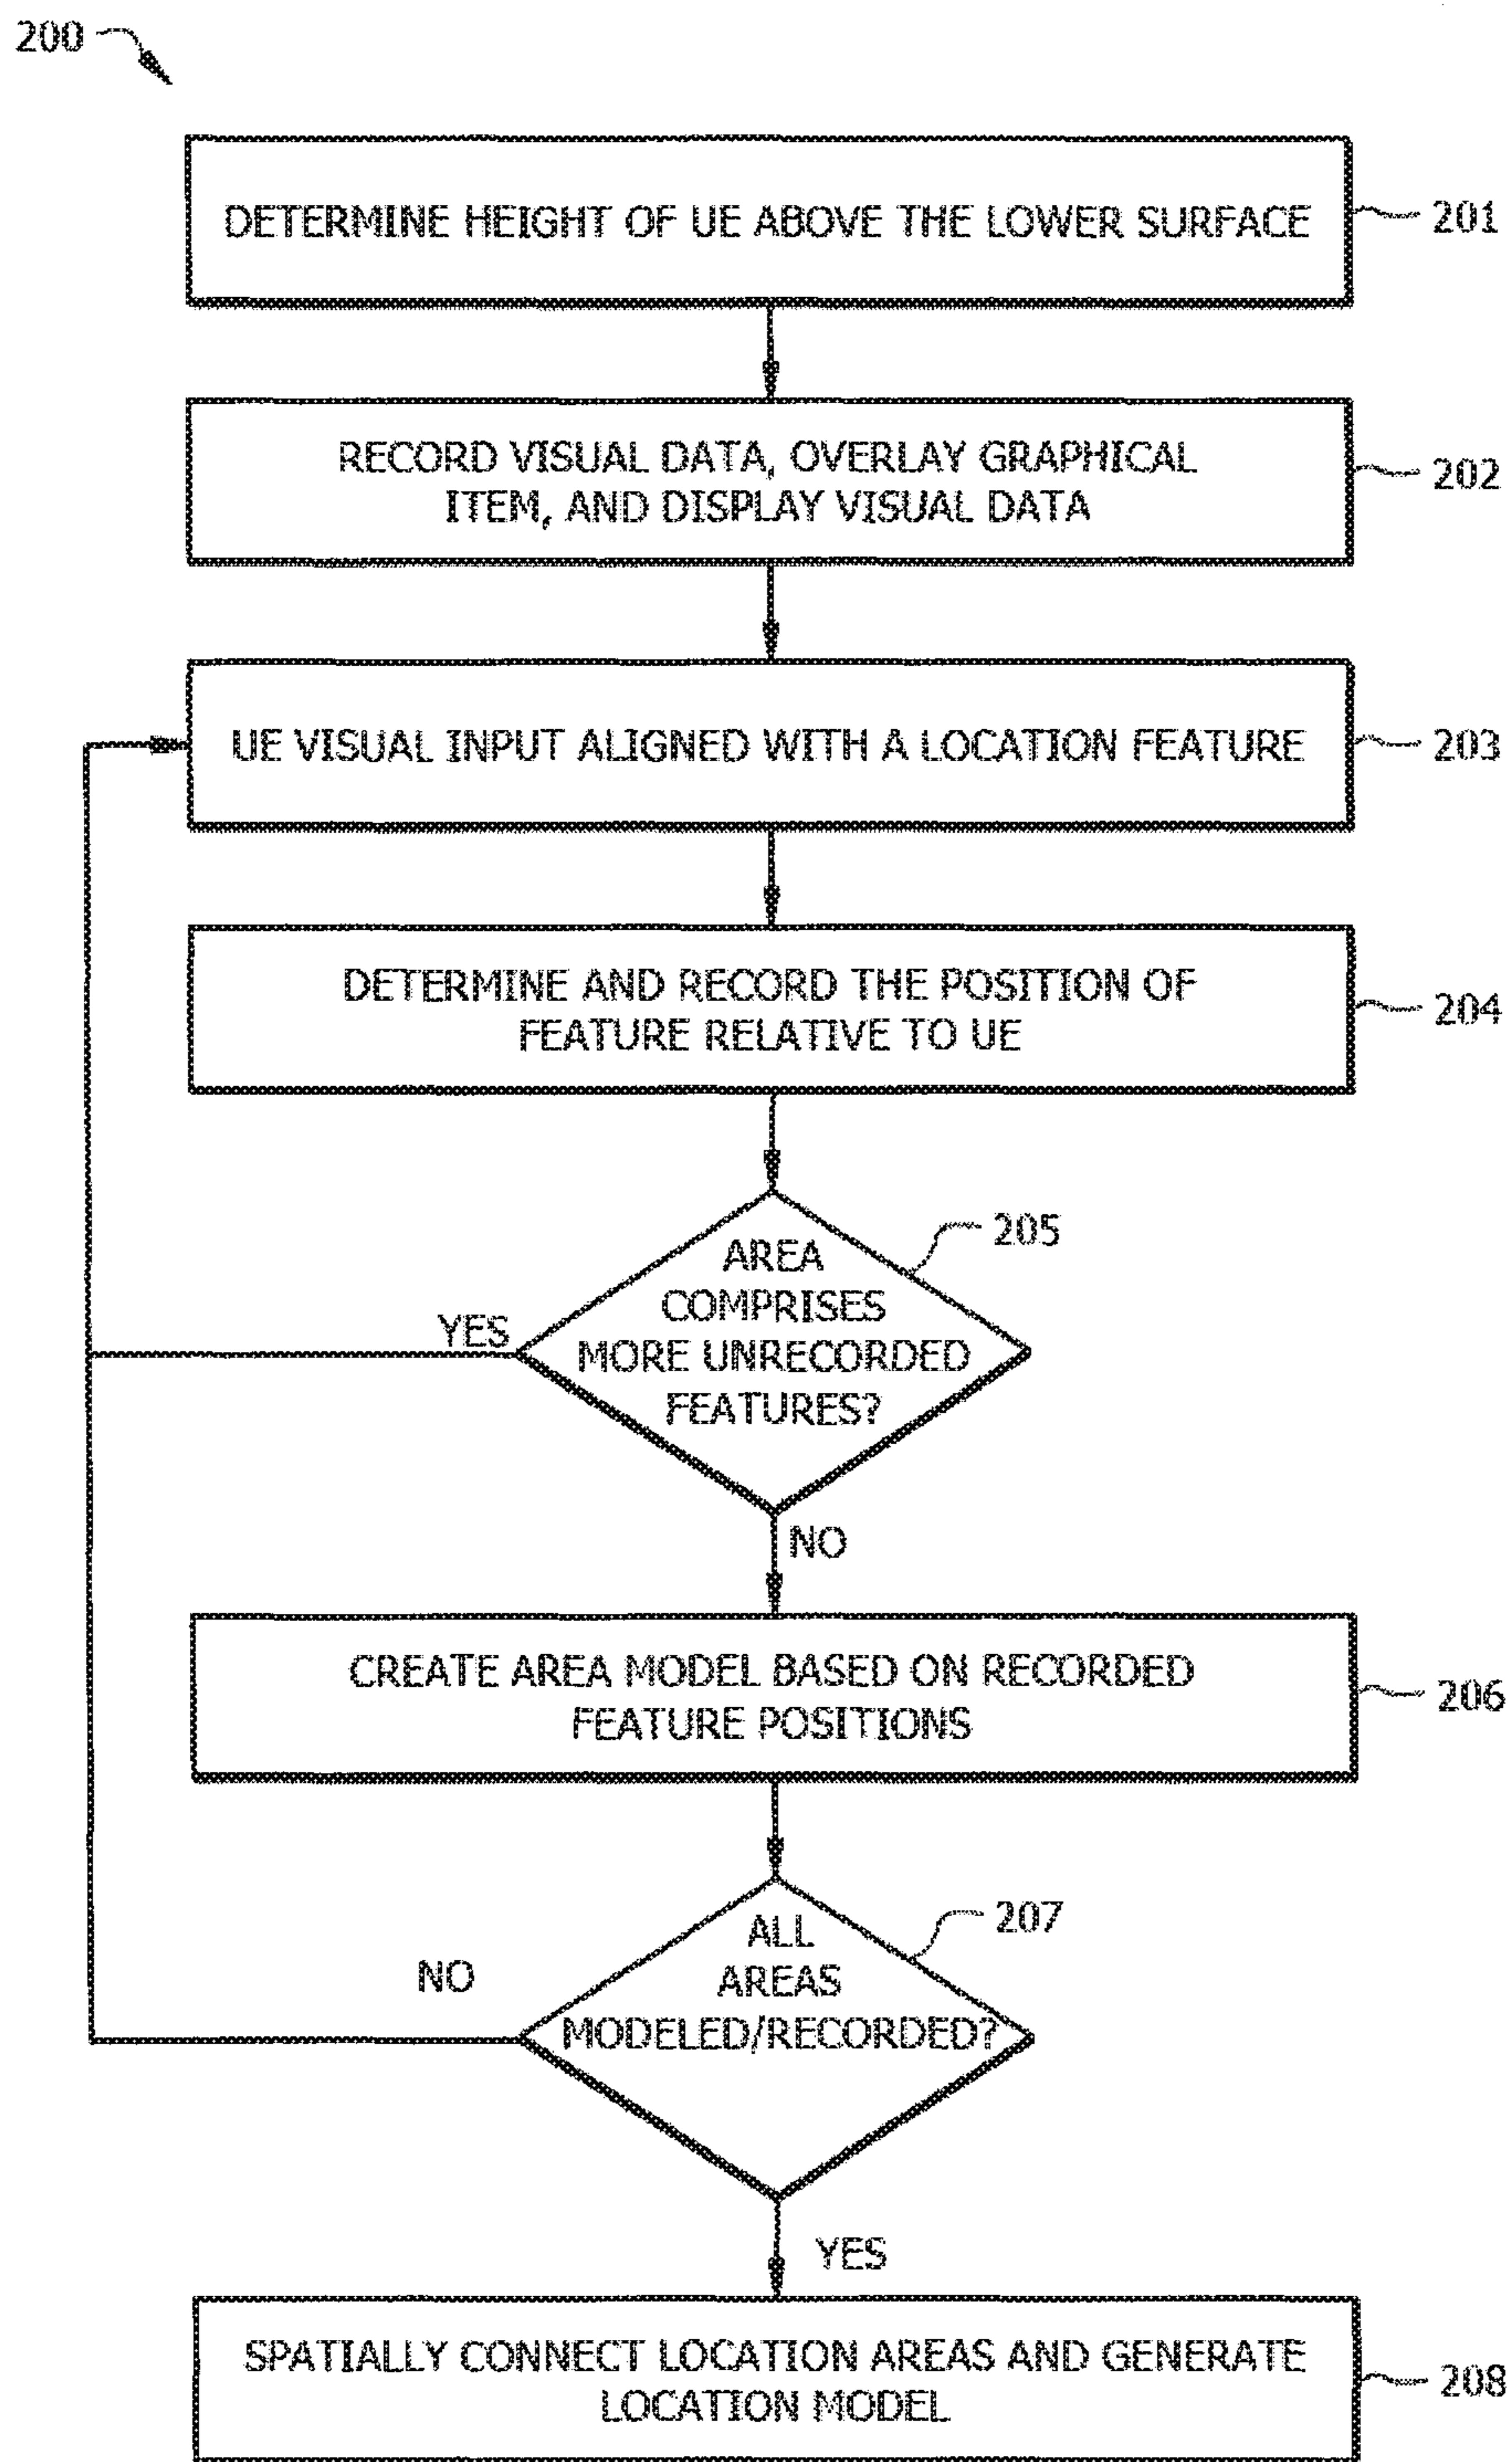 200
DETERMINE HEIGHT OF UE ABOVE THE LOWER SURFACE
201
RECORD VISUAL DATA, OVERLAY GRAPHICAL
ITEM, AND DISPLAY VISUAL DATA
202
UE VISUAL INPUT ALIGNED WITH A LOCATION FEATURE
203
DETERMINE AND RECORD THE POSITION OF
FEATURE RELATIVE TO UE
204
AREA
COMPRISES
MORE UNRECORDED
FEATURES?
205
YES
NO
CREATE AREA MODEL BASED ON RECORDED
FEATURE POSITIONS
206
ALL
AREAS
MODELED/RECORDED?
207
NO
YES
SPATIALLY CONNECT LOCATION AREAS AND GENERATE
LOCATION MODEL
208